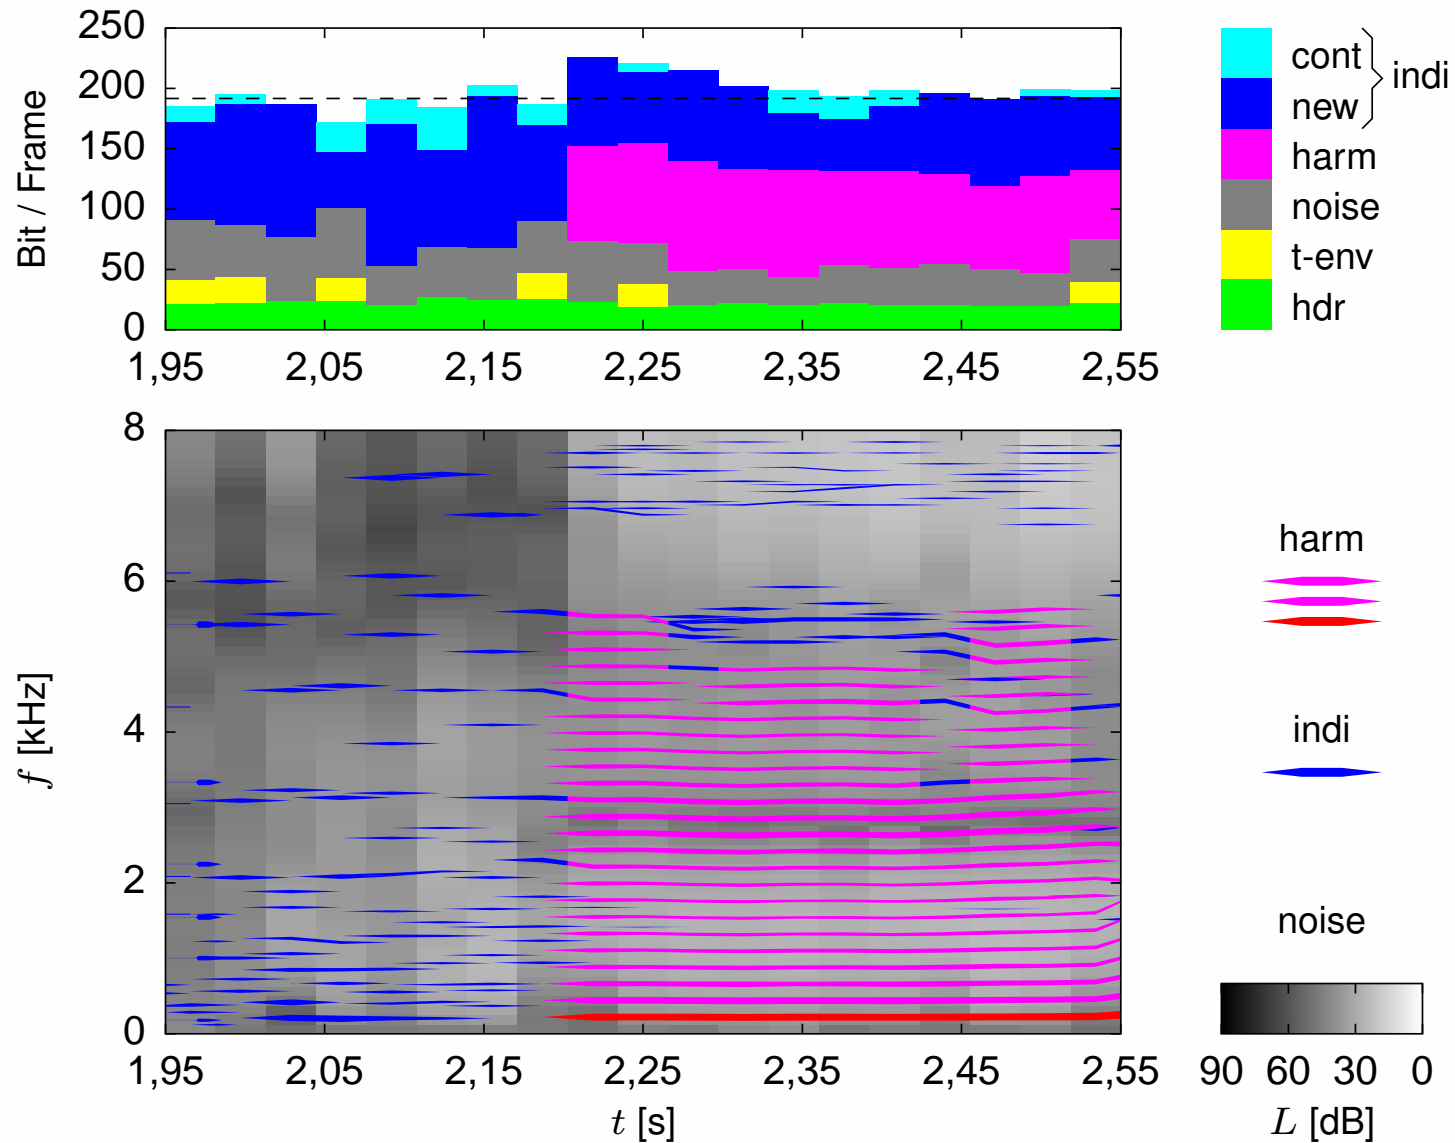 250
200
150
100
50
0
Bit / Frame
1,95 2,05 2,15 2,25 2,35 2,45 2,55
cont
new
indi
harm
noise
t-env
hdr
8
6
4
2
0
f [kHz]
1,95 2,05 2,15 2,25 2,35 2,45 2,55
t [s]
harm
indi
noise
90 60 30 0
L [dB]